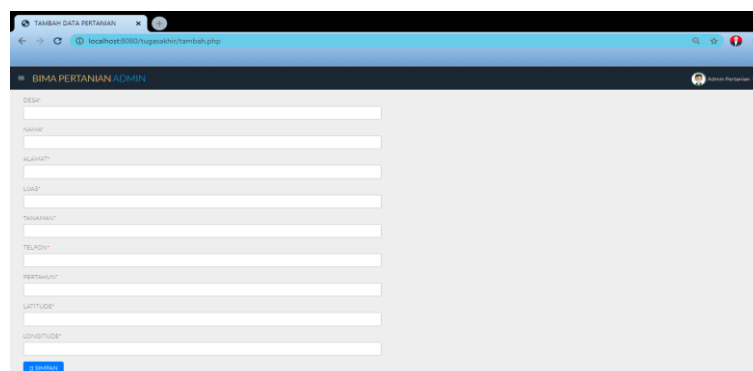 TAMBAH DATA PERTANIAN
localhost:8080/tugasakhir/tambah.php
BIMA PERTANIAN ADMIN
Admin Pertanian
DESA*
NAMA*
ALAMAT*
LUAS*
TANAMAN*
TELPON*
PERTAHUN*
LATITUDE*
LONGITUDE*
SIMPAN